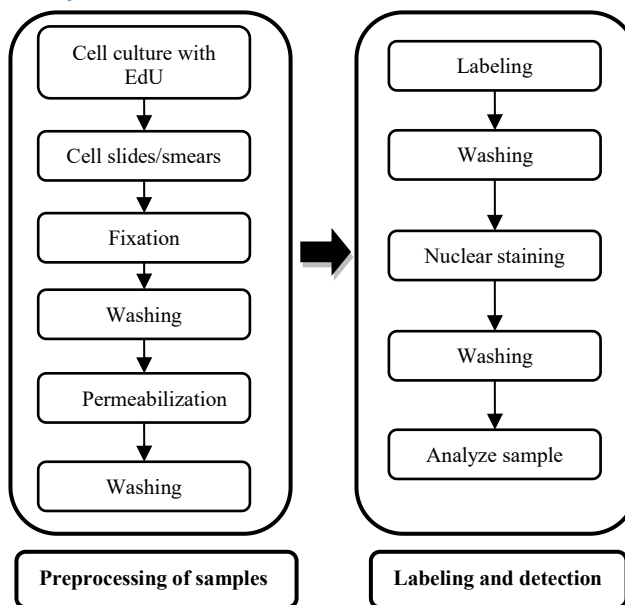 Cell culture with
EdU
Cell slides/smears
Fixation
Washing
Permeabilization
Washing
Preprocessing of samples
Labeling
Washing
Nuclear staining
Washing
Analyze sample
Labeling and detection